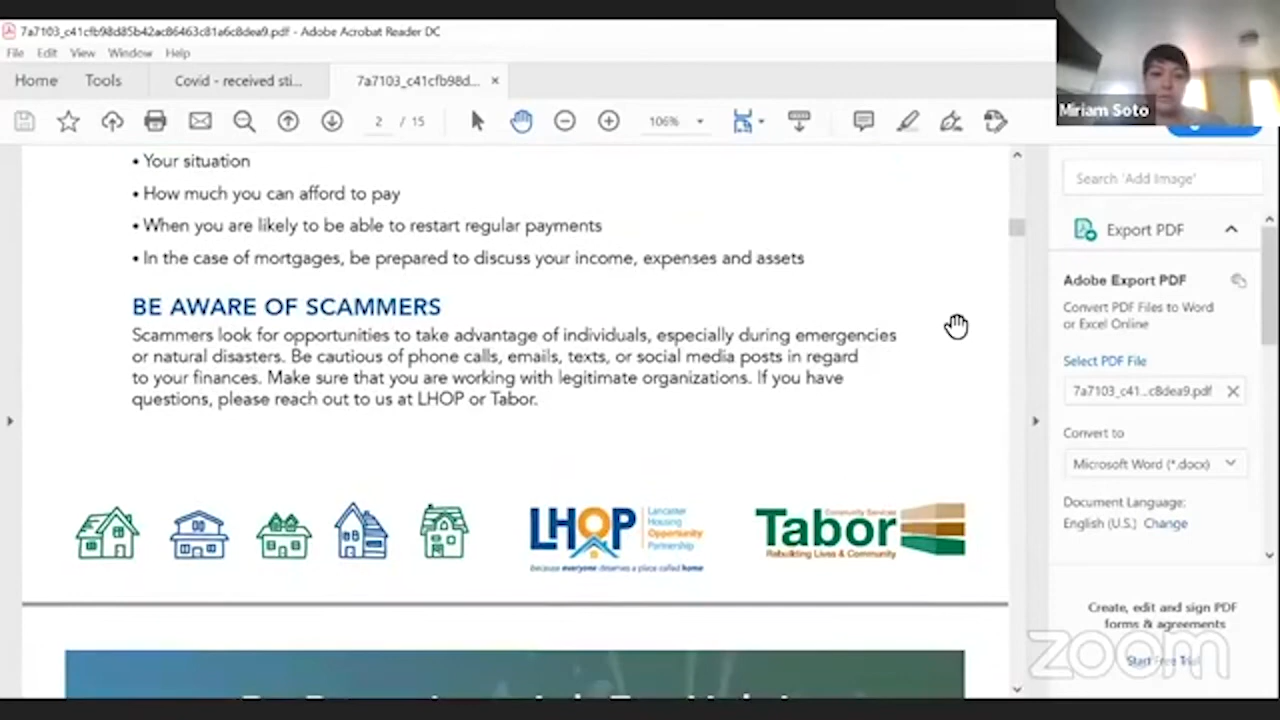 7a7103_c41cfb98d85b42ac86463c81a6c8dea9.pdf - Adobe Acrobat Reader DC
File Edit View Window Help
Home Tools Covid - received sti... 7a7103_c41cfb98d... ×
2 / 15 106%
Miriam Soto
• Your situation
• How much you can afford to pay
• When you are likely to be able to restart regular payments
• In the case of mortgages, be prepared to discuss your income, expenses and assets
BE AWARE OF SCAMMERS
Scammers look for opportunities to take advantage of individuals, especially during emergencies
or natural disasters. Be cautious of phone calls, emails, texts, or social media posts in regard
to your finances. Make sure that you are working with legitimate organizations. If you have
questions, please reach out to us at LHOP or Tabor.
LHOP
Lancaster
Housing
Opportunity
Partnership
because everyone deserves a place called home
Community Services
Tabor
Rebuilding Lives & Community
Search 'Add Image'
Export PDF
Adobe Export PDF
Convert PDF Files to Word
or Excel Online
Select PDF File
7a7103_c41...c8dea9.pdf
Convert to
Microsoft Word (*.docx)
Document Language:
English (U.S.) Change
Create, edit and sign PDF
forms & agreements
Start Free Trial
zoom